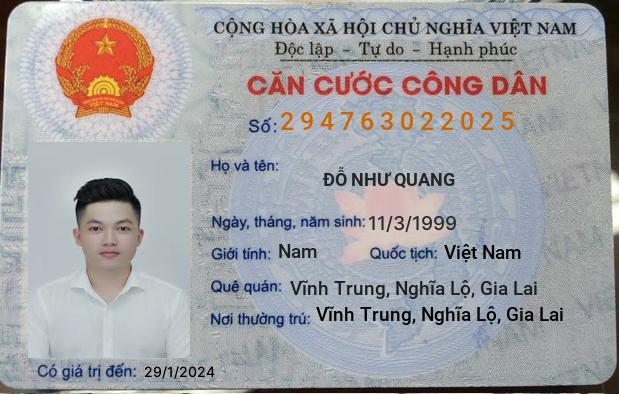 CỘNG HÒA XÃ HỘI CHỦ NGHĨA VIỆT NAM
Độc lập - Tự do - Hạnh phúc
CĂN CƯỚC CÔNG DÂN
Số: 294763022025
Họ và tên:
ĐỖ NHƯ QUANG
Ngày, tháng, năm sinh: 11/3/1999
Giới tính: Nam Quốc tịch: Việt Nam
Quê quán: Vĩnh Trung, Nghĩa Lộ, Gia Lai
Nơi thường trú: Vĩnh Trung, Nghĩa Lộ, Gia Lai
Có giá trị đến: 29/1/2024
VIỆT NAM